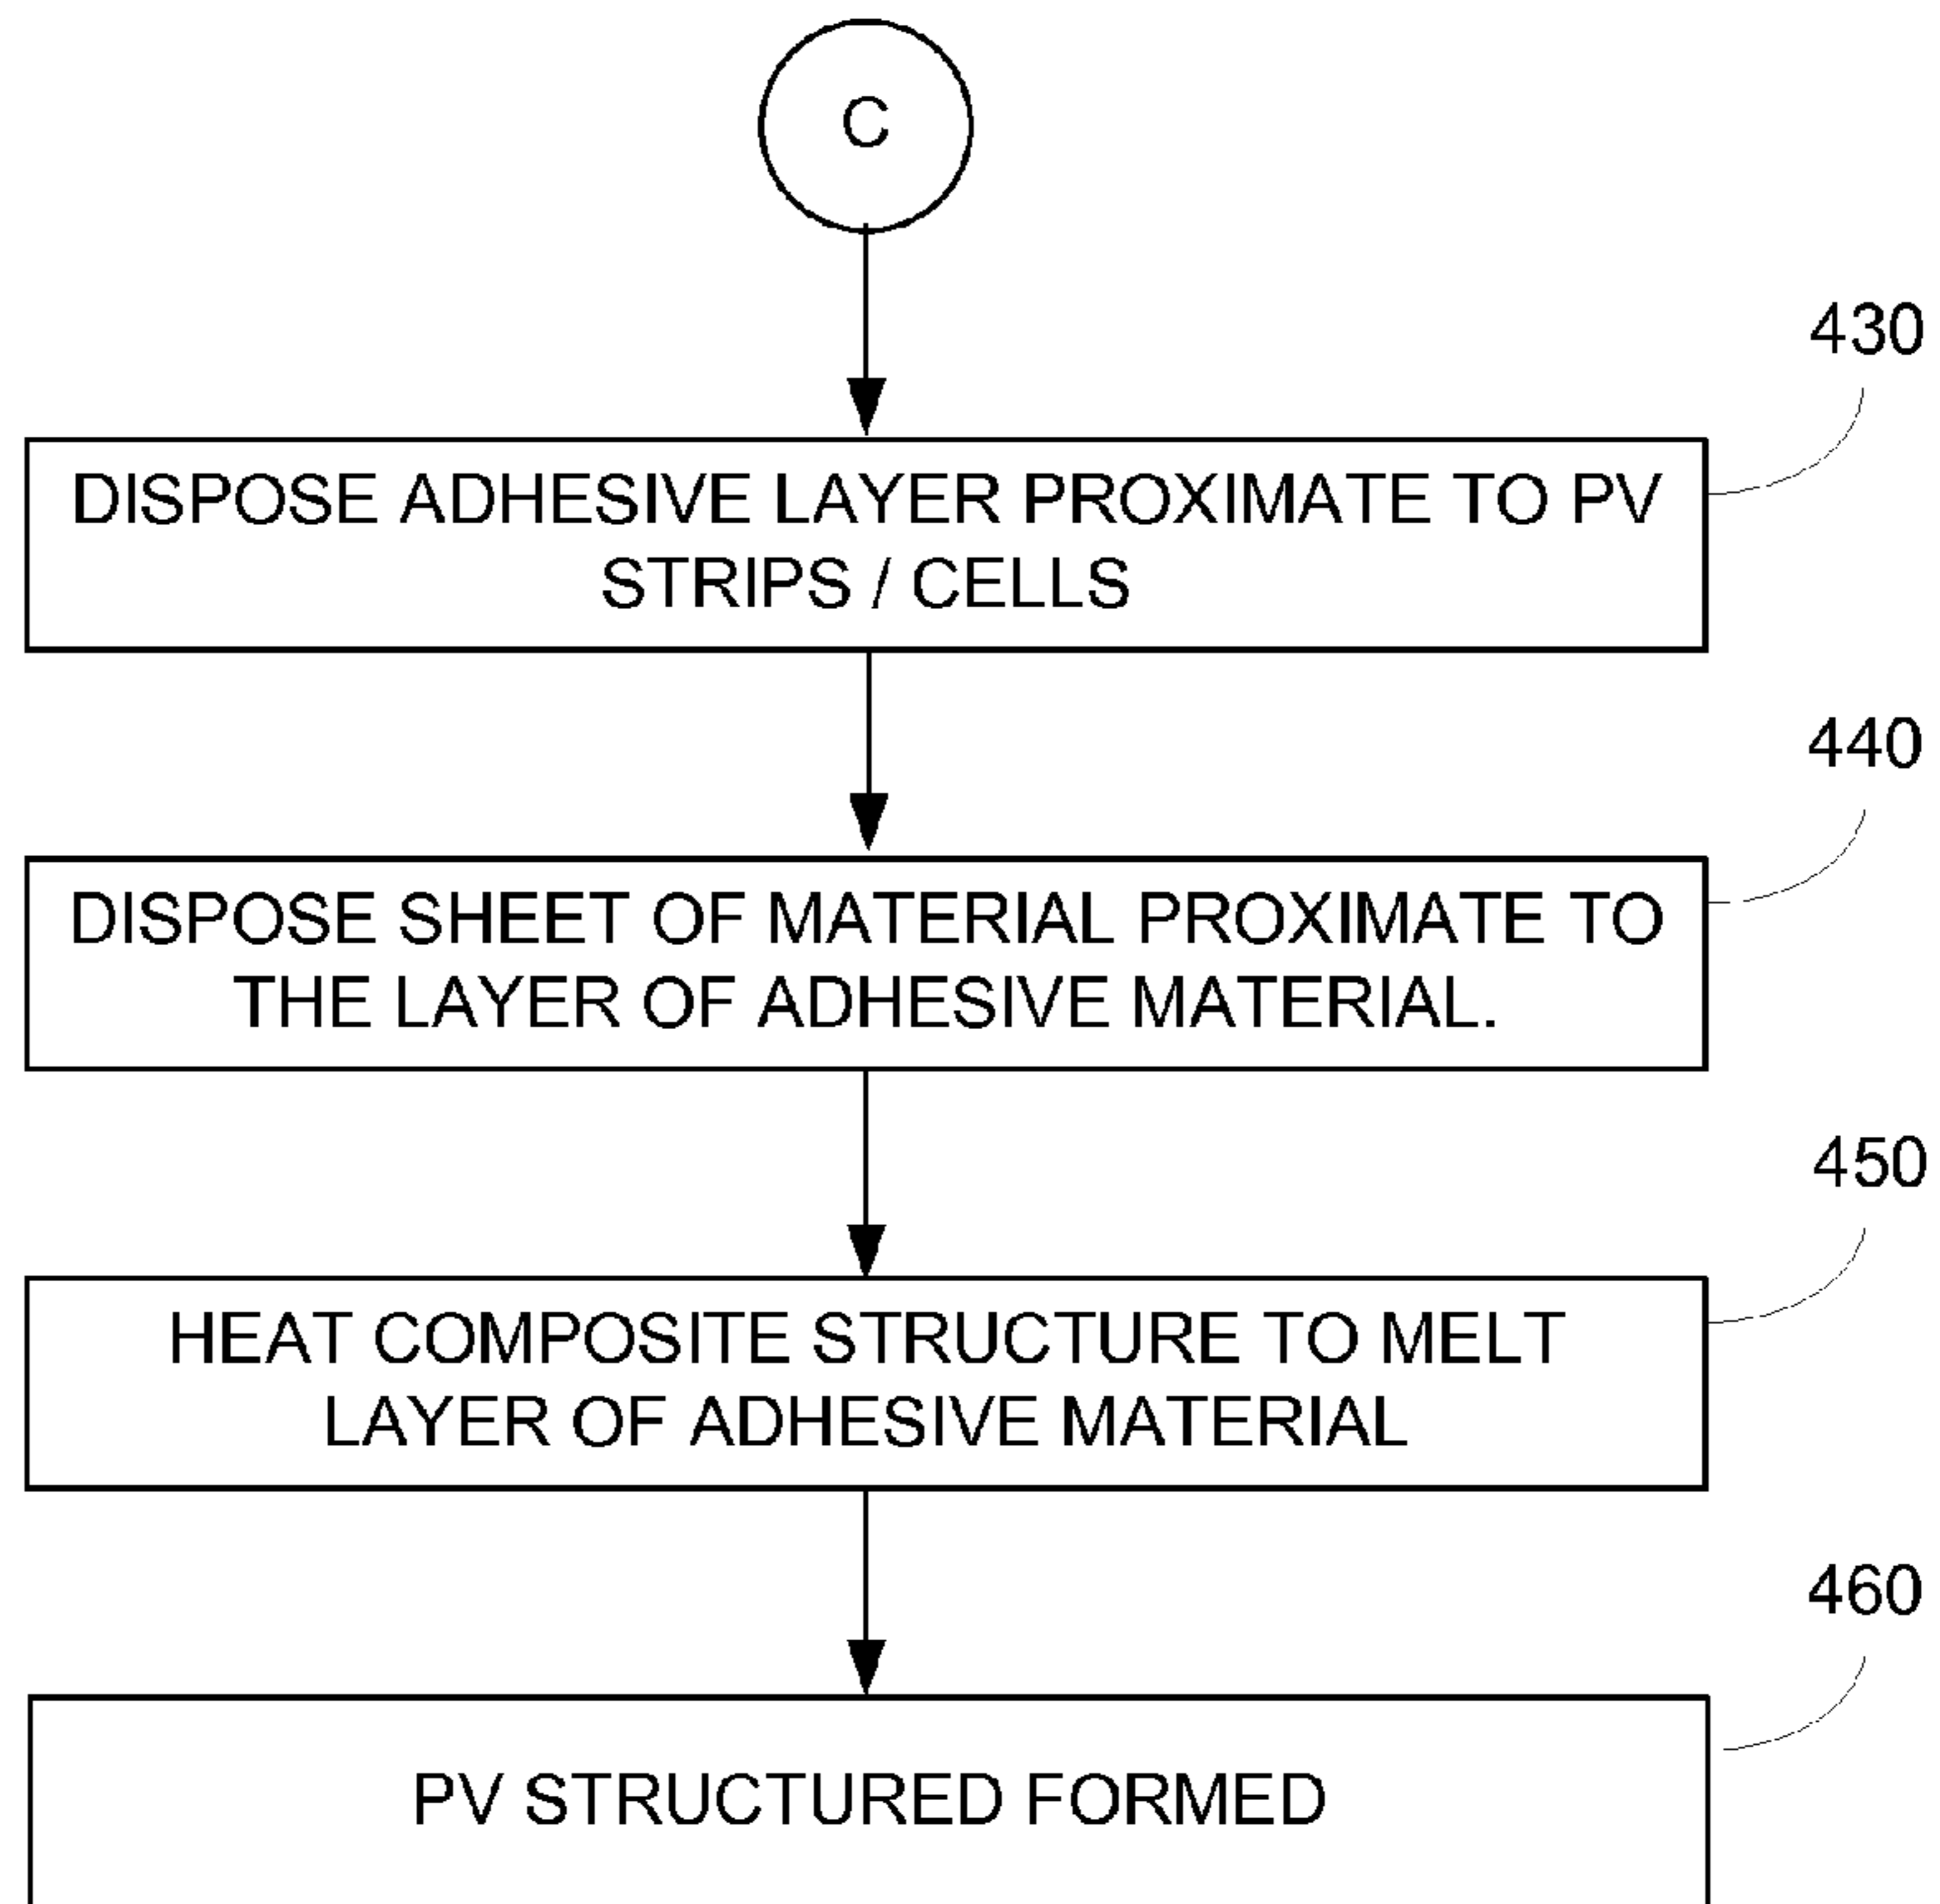 C
430
DISPOSE ADHESIVE LAYER PROXIMATE TO PV
STRIPS / CELLS
440
DISPOSE SHEET OF MATERIAL PROXIMATE TO
THE LAYER OF ADHESIVE MATERIAL.
450
HEAT COMPOSITE STRUCTURE TO MELT
LAYER OF ADHESIVE MATERIAL
460
PV STRUCTURED FORMED